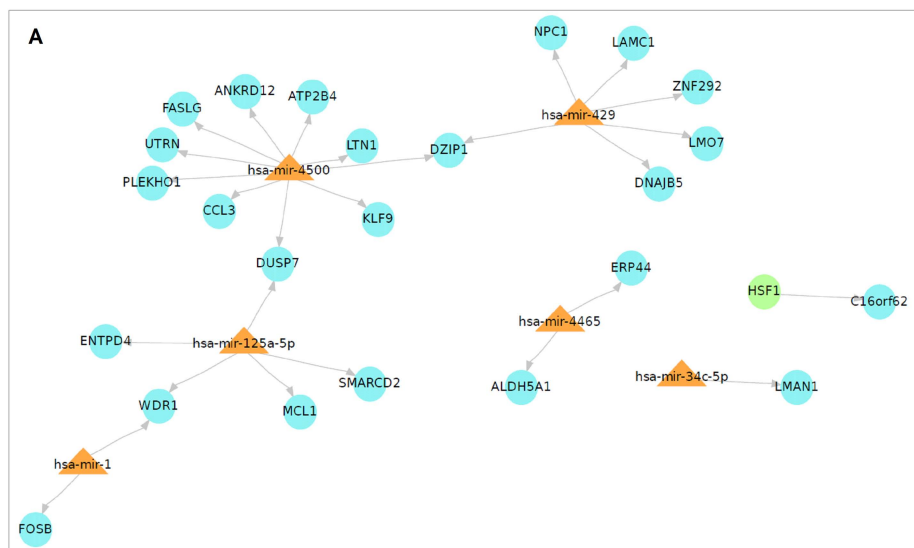 A
NPC1
LAMC1
ANKRD12
ATP2B4
ZNF292
FASLG
hsa-mir-429
UTRN
LTN1
DZIP1
LMO7
hsa-mir-4500
PLEKHO1
DNAJB5
CCL3
KLF9
DUSP7
ERP44
HSF1
C16orf62
hsa-mir-4465
ENTPD4
hsa-mir-125a-5p
hsa-mir-34c-5p
SMARCD2
ALDH5A1
LMAN1
WDR1
MCL1
hsa-mir-1
FOSB